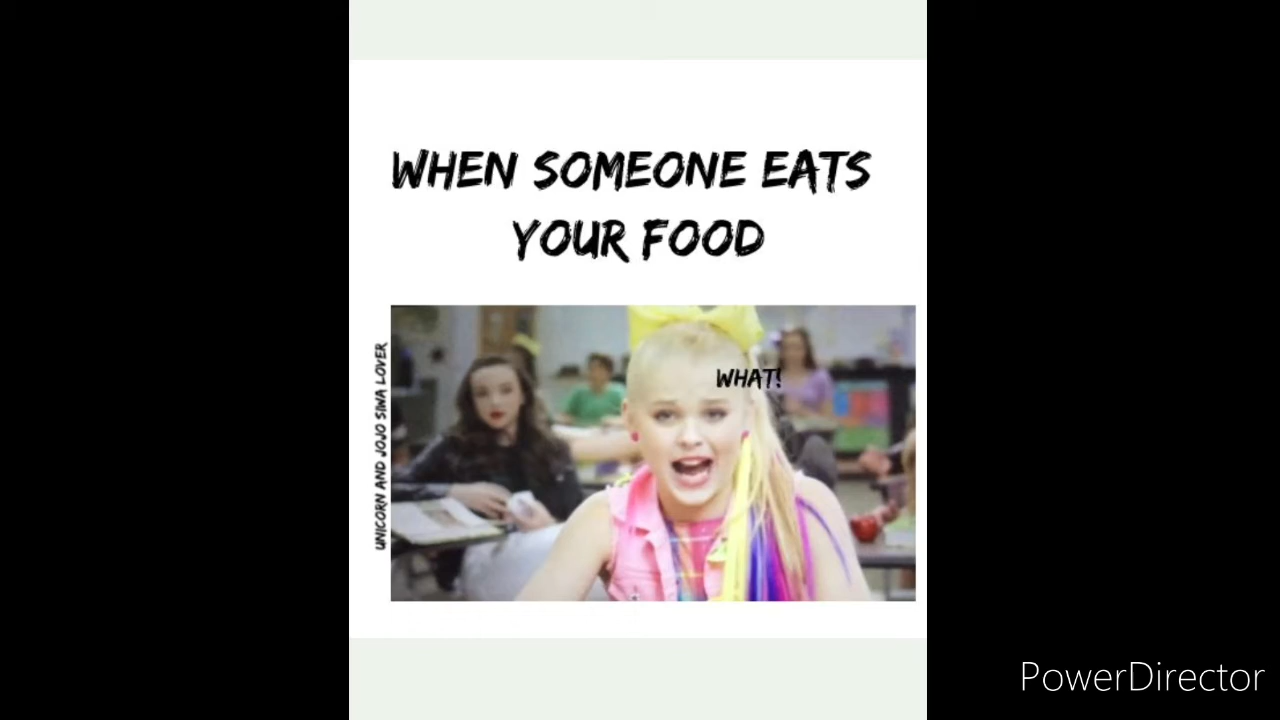 WHEN SOMEONE EATS
YOUR FOOD
WHAT!
UNICORN AND JOJO SIWA LOVER
PowerDirector